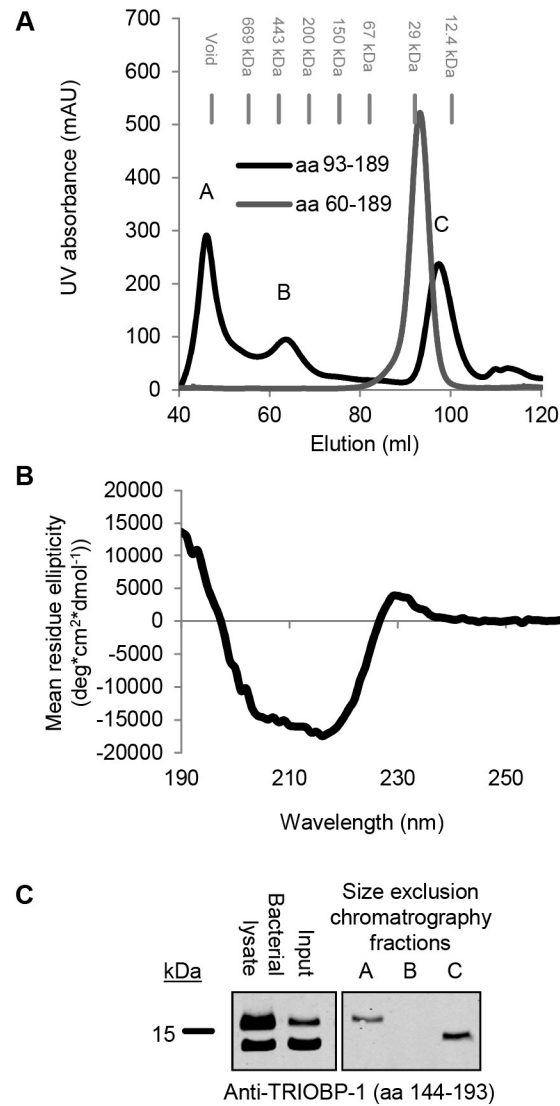 A
Void
669 kDa
443 kDa
200 kDa
150 kDa
67 kDa
29 kDa
12.4 kDa
UV absorbance (mAU)
700
600
500
400
300
200
100
0
aa 93-189
aa 60-189
A
B
C
40
60
80
100
120
Elution (ml)
B
Mean residue ellipticity
(deg*cm²*dmol⁻¹))
20000
15000
10000
5000
0
-5000
-10000
-15000
-20000
190
210
230
250
Wavelength (nm)
C
Size exclusion
chromatography
fractions
Bacterial
lysate
Input
A B C
kDa
15
Anti-TRIOBP-1 (aa 144-193)